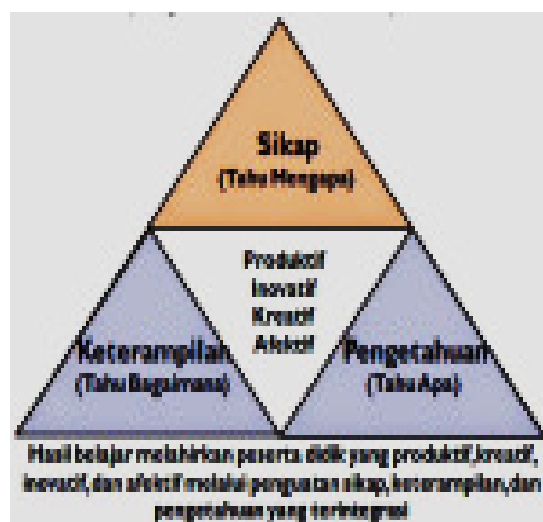 Sikap
(Tahu Mengapa)
Produktif
Inovatif
Kreatif
Afektif
Keterampilan
(Tahu Bagaimana)
Pengetahuan
(Tahu Apa)
Hasil belajar melahirkan peserta didik yang produktif, kreatif,
inovatif, dan afektif melalui penguatan sikap, keterampilan, dan
pengetahuan yang terintegrasi